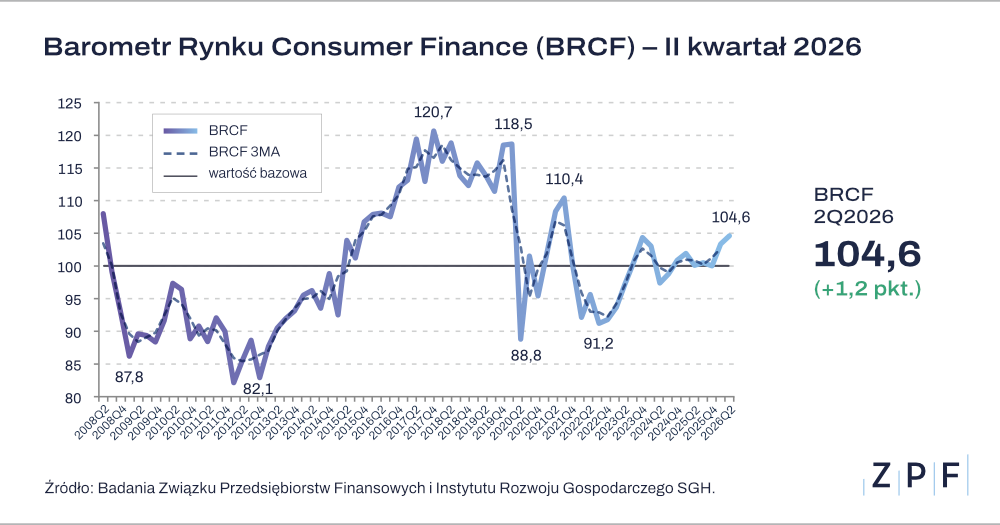 Barometr Rynku Consumer Finance (BRCF) – II kwartał 2026
125
120
115
110
105
100
95
90
85
80
BRCF
BRCF 3MA
wartość bazowa
87,8
82,1
120,7
118,5
88,8
110,4
91,2
104,6
2008Q2
2008Q4
2009Q2
2009Q4
2010Q2
2010Q4
2011Q2
2011Q4
2012Q2
2012Q4
2013Q2
2013Q4
2014Q2
2014Q4
2015Q2
2015Q4
2016Q2
2016Q4
2017Q2
2017Q4
2018Q2
2018Q4
2019Q2
2019Q4
2020Q2
2020Q4
2021Q2
2021Q4
2022Q2
2022Q4
2023Q2
2023Q4
2024Q2
2024Q4
2025Q2
2025Q4
2026Q2
BRCF
2Q2026
104,6
(+1,2 pkt.)
Źródło: Badania Związku Przedsiębiorstw Finansowych i Instytutu Rozwoju Gospodarczego SGH.
ZPF